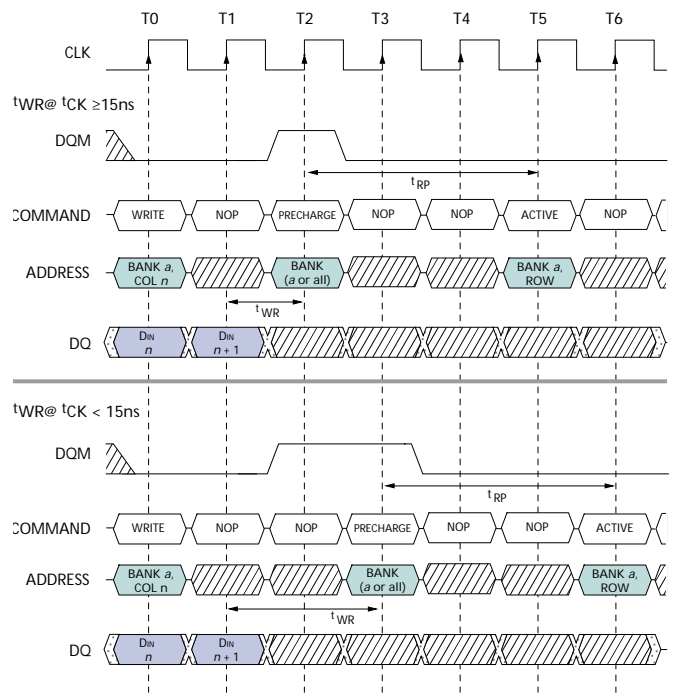 T0 T1 T2 T3 T4 T5 T6
CLK
tWR@ tCK ≥15ns
DQM
tRP
COMMAND WRITE NOP PRECHARGE NOP NOP ACTIVE NOP
ADDRESS BANK a, COL n BANK (a or all) BANK a, ROW
tWR
DQ DIN n DIN n + 1
tWR@ tCK < 15ns
DQM
tRP
COMMAND WRITE NOP NOP PRECHARGE NOP NOP ACTIVE
ADDRESS BANK a, COL n BANK (a or all) BANK a, ROW
tWR
DQ DIN n DIN n + 1